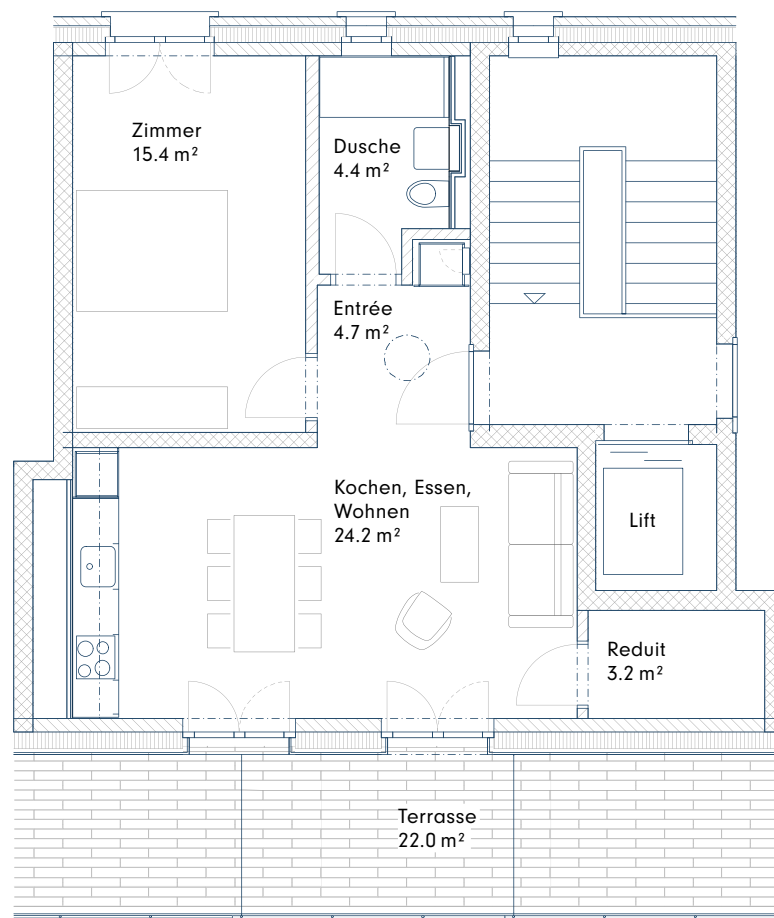 Zimmer
15.4 m²
Dusche
4.4 m²
Entrée
4.7 m²
Kochen, Essen,
Wohnen
24.2 m²
Lift
Reduit
3.2 m²
Terrasse
22.0 m²